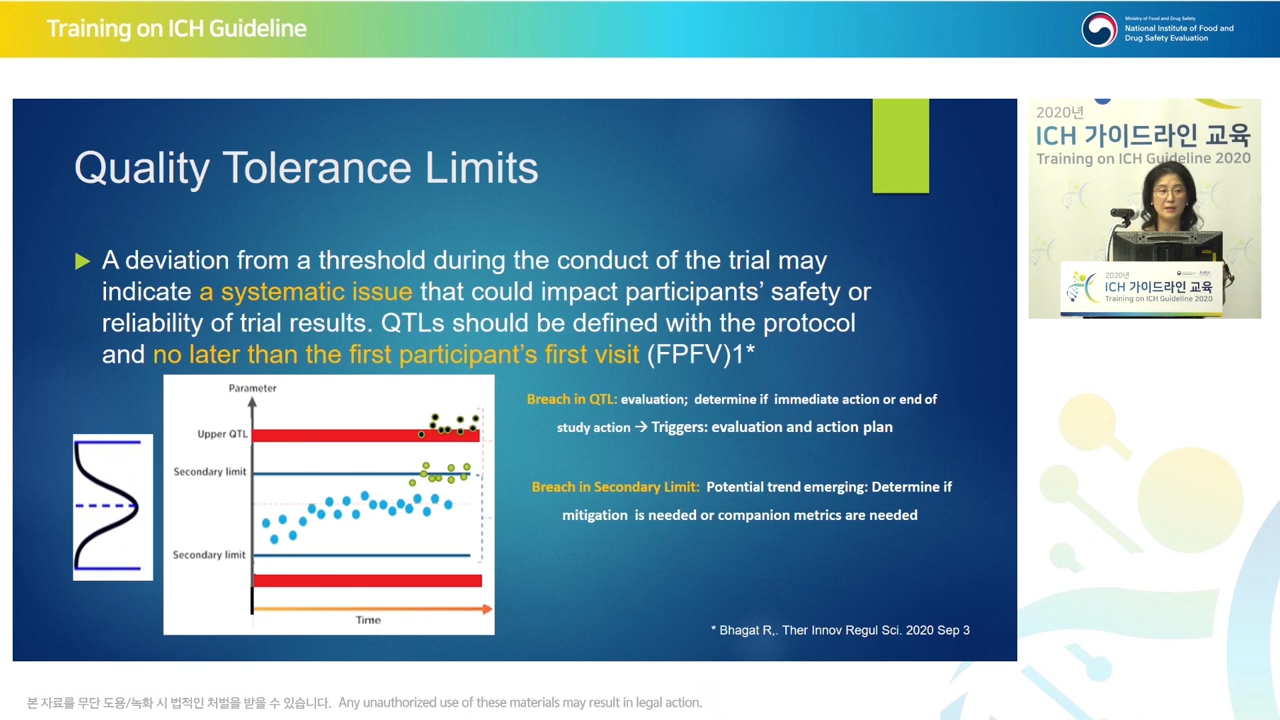 Training on ICH Guideline
Ministry of Food and Drug Safety
National Institute of Food and
Drug Safety Evaluation
Quality Tolerance Limits
A deviation from a threshold during the conduct of the trial may
indicate a systematic issue that could impact participants’ safety or
reliability of trial results. QTLs should be defined with the protocol
and no later than the first participant’s first visit (FPFV)1*
Parameter
Upper QTL
Secondary limit
Secondary limit
Time
Breach in QTL: evaluation; determine if immediate action or end of
study action → Triggers: evaluation and action plan
Breach in Secondary Limit: Potential trend emerging: Determine if
mitigation is needed or companion metrics are needed
* Bhagat R,. Ther Innov Regul Sci. 2020 Sep 3
2020년
ICH 가이드라인 교육
Training on ICH Guideline 2020
2020년
ICH 가이드라인 교육
Training on ICH Guideline 2020
본 자료를 무단 도용/녹화 시 법적인 처벌을 받을 수 있습니다. Any unauthorized use of these materials may result in legal action.